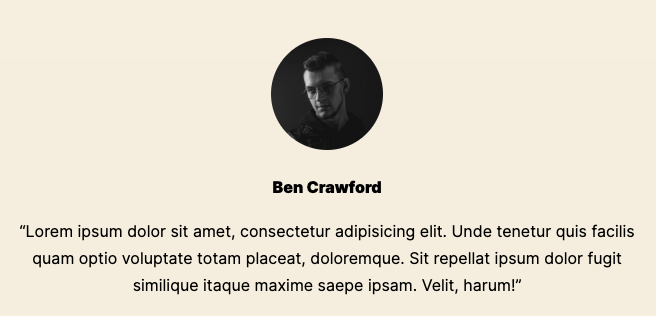 Ben Crawford
“Lorem ipsum dolor sit amet, consectetur adipisicing elit. Unde tenetur quis facilis
quam optio voluptate totam placeat, doloremque. Sit repellat ipsum dolor fugit
similique itaque maxime saepe ipsam. Velit, harum!”